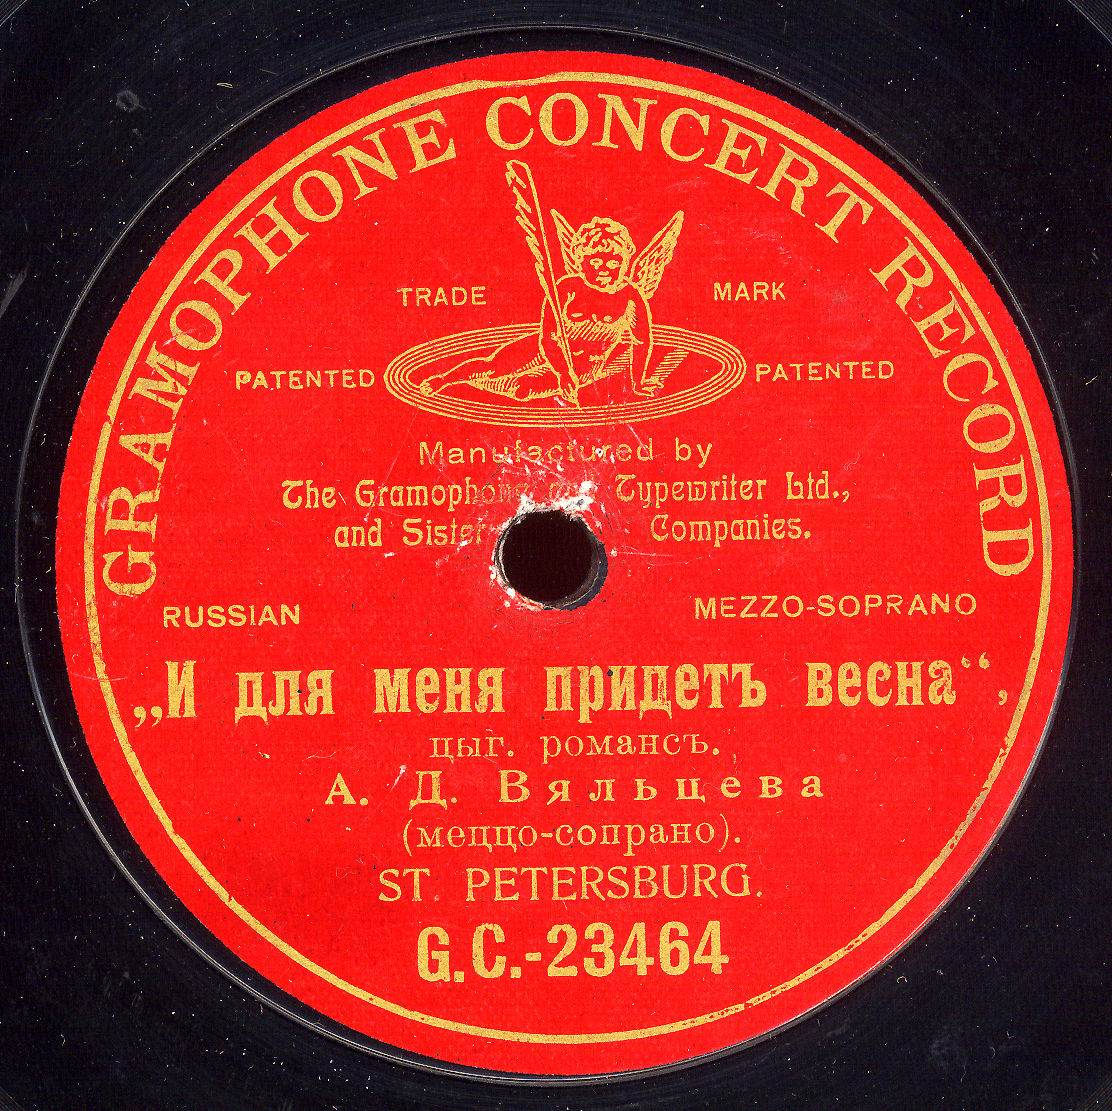 GRAMOPHONE CONCERT RECORD
TRADE MARK
PATENTED PATENTED
Manufactured by
The Gramophone Typewriter Ltd.,
and Sister Companies.
RUSSIAN MEZZO-SOPRANO
„И для меня придетъ весна“,
цыг. романсъ.
А. Д. Вяльцева
(меццо-сопрано).
ST. PETERSBURG.
G.C.-23464